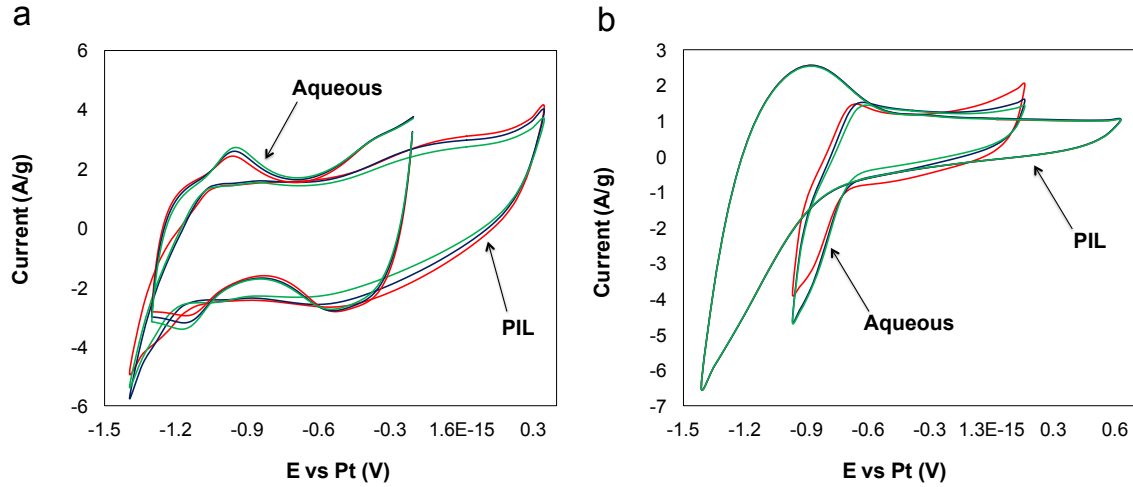 a
6
4
2
0
-2
-4
-6
Current (A/g)
Aqueous
PIL
-1.5 -1.2 -0.9 -0.6 -0.3 1.6E-15 0.3
E vs Pt (V)
b
3
2
1
0
-1
-2
-3
-4
-5
-6
-7
Current (A/g)
PIL
Aqueous
-1.5 -1.2 -0.9 -0.6 -0.3 1.3E-15 0.3 0.6
E vs Pt (V)